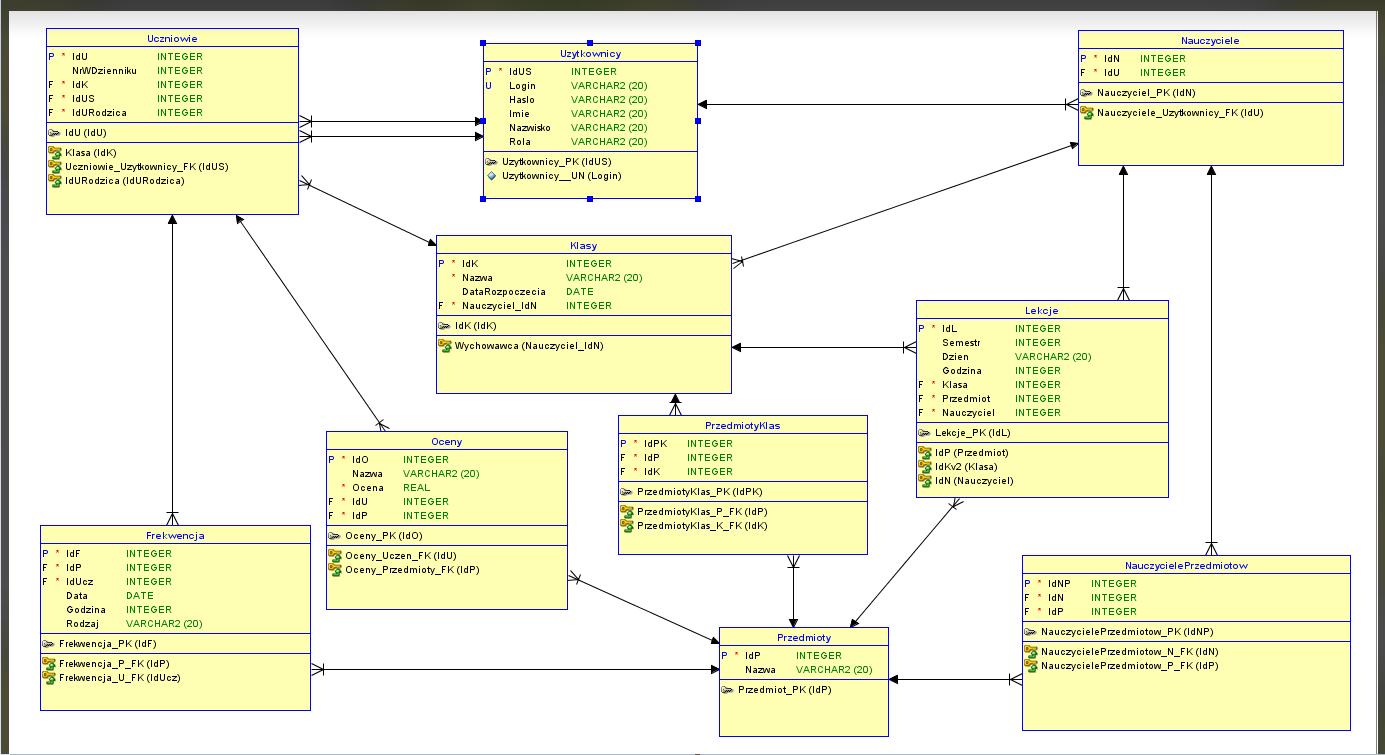 Uczniowie
P * IdU INTEGER
NrWDzienniku INTEGER
F * IdK INTEGER
F * IdUS INTEGER
F * IdURodzica INTEGER
IdU (IdU)
Klasa (IdK)
Uczniowie_Uzytkownicy_FK (IdUS)
IdURodzica (IdURodzica)
Uzytkownicy
P * IdUS INTEGER
U Login VARCHAR2 (20)
Haslo VARCHAR2 (20)
Imie VARCHAR2 (20)
Nazwisko VARCHAR2 (20)
Rola VARCHAR2 (20)
Uzytkownicy_PK (IdUS)
Uzytkownicy__UN (Login)
Nauczyciele
P * IdN INTEGER
F * IdU INTEGER
Nauczyciel_PK (IdN)
Nauczyciele_Uzytkownicy_FK (IdU)
Klasy
P * IdK INTEGER
* Nazwa VARCHAR2 (20)
DataRozpoczecia DATE
F * Nauczyciel_IdN INTEGER
IdK (IdK)
Wychowawca (Nauczyciel_IdN)
Lekcje
P * IdL INTEGER
Semestr INTEGER
Dzien VARCHAR2 (20)
Godzina INTEGER
F * Klasa INTEGER
F * Przedmiot INTEGER
F * Nauczyciel INTEGER
Lekcje_PK (IdL)
IdP (Przedmiot)
IdKv2 (Klasa)
IdN (Nauczyciel)
PrzedmiotyKlas
P * IdPK INTEGER
F * IdP INTEGER
F * IdK INTEGER
PrzedmiotyKlas_PK (IdPK)
PrzedmiotyKlas_P_FK (IdP)
PrzedmiotyKlas_K_FK (IdK)
Oceny
P * IdO INTEGER
Nazwa VARCHAR2 (20)
* Ocena REAL
F * IdU INTEGER
F * IdP INTEGER
Oceny_PK (IdO)
Oceny_Uczen_FK (IdU)
Oceny_Przedmioty_FK (IdP)
Frekwencja
P * IdF INTEGER
F * IdP INTEGER
F * IdUcz INTEGER
Data DATE
Godzina INTEGER
Rodzaj VARCHAR2 (20)
Frekwencja_PK (IdF)
Frekwencja_P_FK (IdP)
Frekwencja_U_FK (IdUcz)
Przedmioty
P * IdP INTEGER
Nazwa VARCHAR2 (20)
Przedmiot_PK (IdP)
NauczycielePrzedmiotow
P * IdNP INTEGER
F * IdN INTEGER
F * IdP INTEGER
NauczycielePrzedmiotow_PK (IdNP)
NauczycielePrzedmiotow_N_FK (IdN)
NauczycielePrzedmiotow_P_FK (IdP)